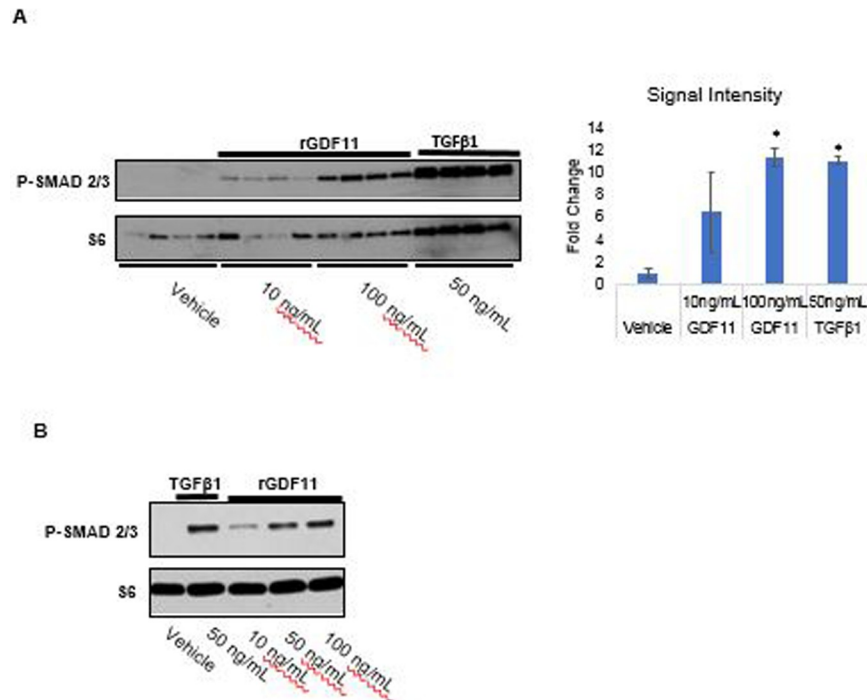 A
Signal Intensity
rGDF11 TGFβ1
P-SMAD 2/3
S6
Vehicle 10 ng/mL 100 ng/mL 50 ng/mL
Fold Change
14
12
10
8
6
4
2
0
* *
10ng/mL 100ng/mL 50ng/mL
Vehicle GDF11 GDF11 TGFβ1
B
TGFβ1 rGDF11
P-SMAD 2/3
S6
Vehicle 50 ng/mL 10 ng/mL 50 ng/mL 100 ng/mL